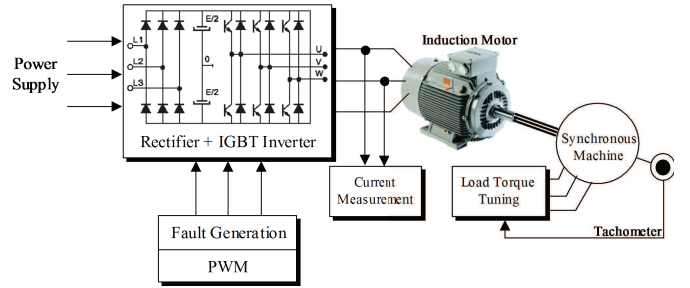 Power
Supply
L1
L2
L3
E/2
0
E/2
U
V
W
Rectifier + IGBT Inverter
Fault Generation
PWM
Current
Measurement
Induction Motor
Synchronous
Machine
Load Torque
Tuning
Tachometer